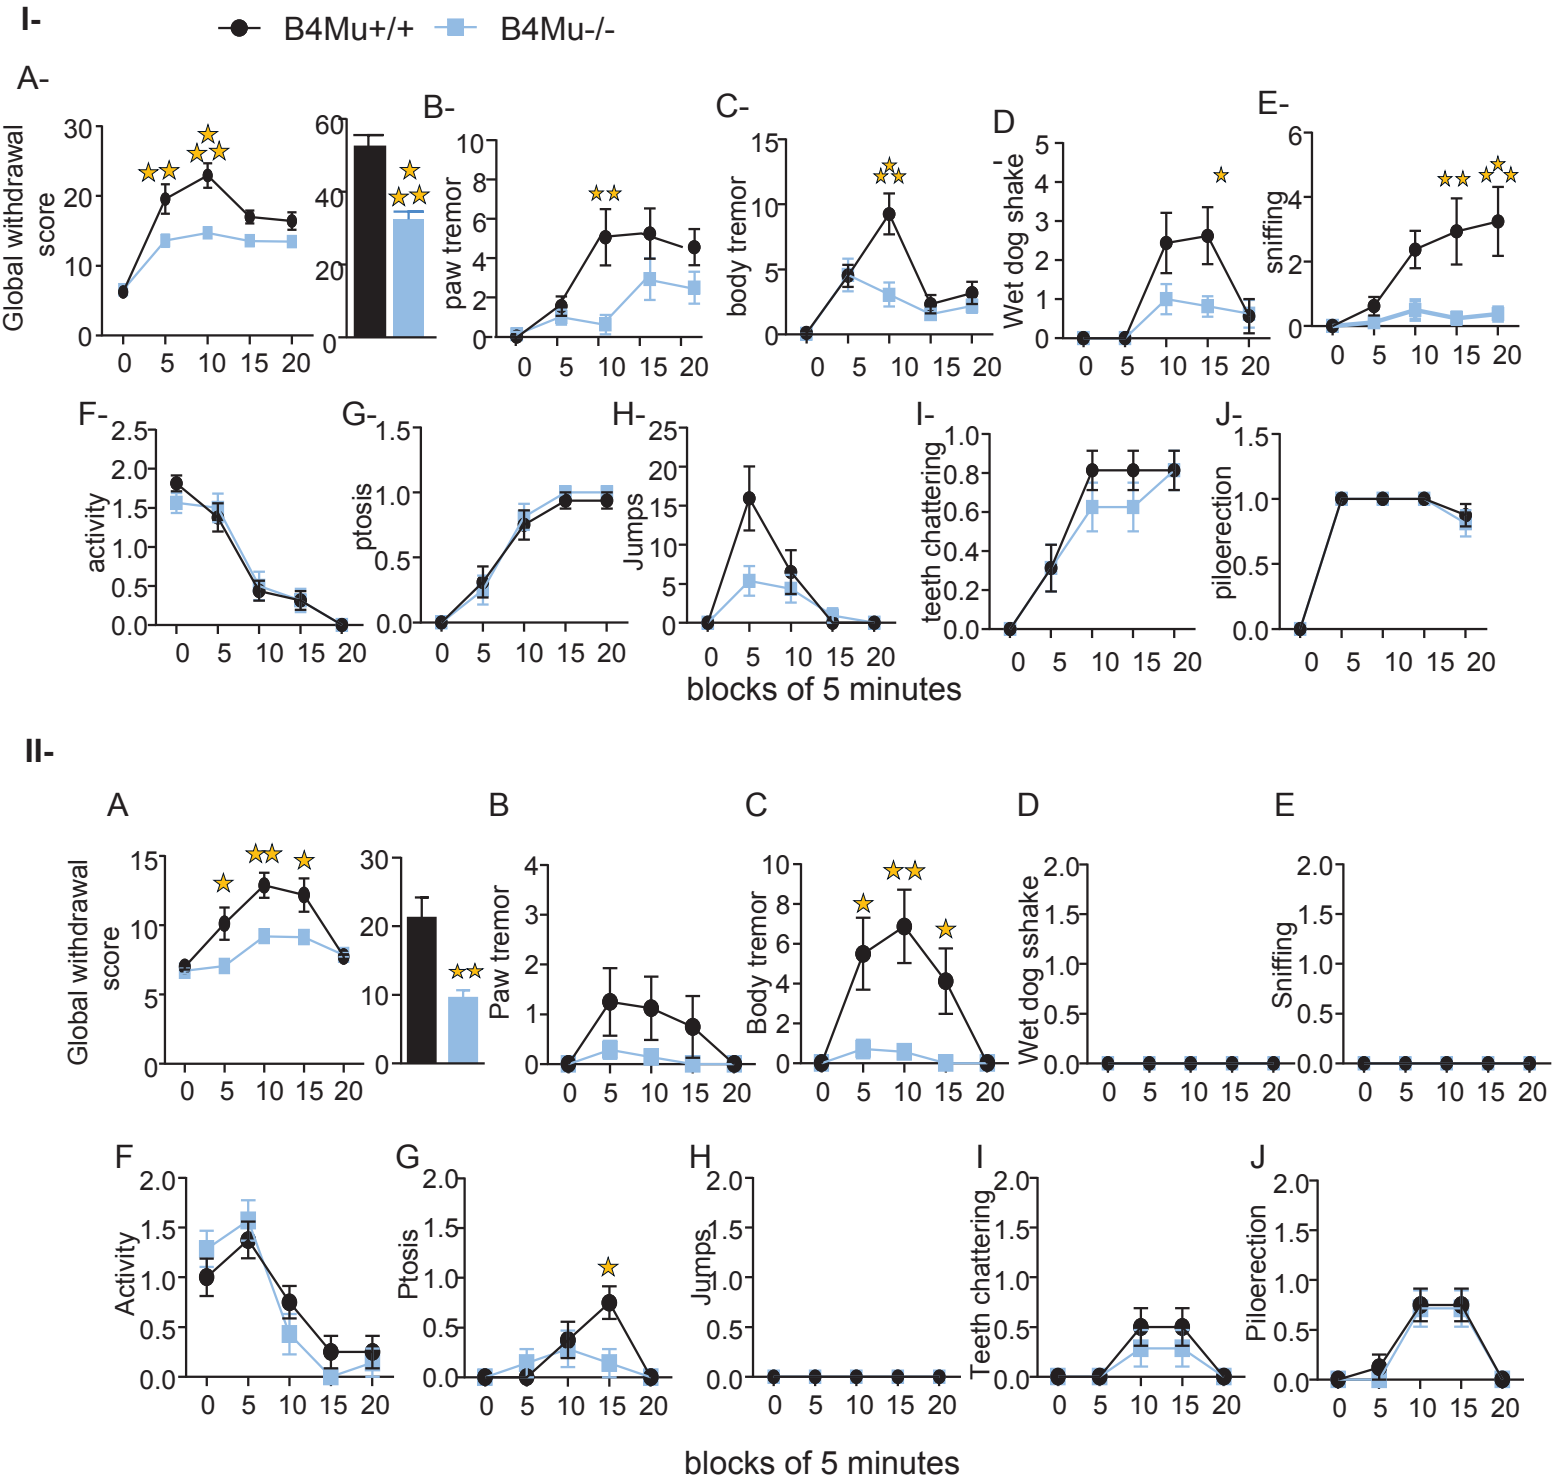 I-
B4Mu+/+ B4Mu-/-
A- B- C- D- E-
Global withdrawal
score
30
20
10
0
0 5 10 15 20
60
40
20
0
paw tremor
10
8
6
4
2
0
0 5 10 15 20
body tremor
15
10
5
0
0 5 10 15 20
Wet dog shake
5
4
3
2
1
0
0 5 10 15 20
sniffing
6
4
2
0
0 5 10 15 20
F- G- H- I- J-
activity
2.5
2.0
1.5
1.0
0.5
0.0
0 5 10 15 20
ptosis
1.5
1.0
0.5
0.0
0 5 10 15 20
Jumps
25
20
15
10
5
0
0 5 10 15 20
teeth chattering
1.0
0.8
0.6
0.4
0.2
0.0
0 5 10 15 20
piloerection
1.5
1.0
0.5
0.0
0 5 10 15 20
blocks of 5 minutes
II-
A B C D E
Global withdrawal
score
15
10
5
0
0 5 10 15 20
30
20
10
0
Paw tremor
4
3
2
1
0
0 5 10 15 20
Body tremor
10
8
6
4
2
0
0 5 10 15 20
Wet dog sshake
2.0
1.5
1.0
0.5
0.0
0 5 10 15 20
Sniffing
2.0
1.5
1.0
0.5
0.0
0 5 10 15 20
F G H I J
Activity
2.0
1.5
1.0
0.5
0.0
0 5 10 15 20
Ptosis
2.0
1.5
1.0
0.5
0.0
0 5 10 15 20
Jumps
2.0
1.5
1.0
0.5
0.0
0 5 10 15 20
Teeth chattering
2.0
1.5
1.0
0.5
0.0
0 5 10 15 20
Piloerection
2.0
1.5
1.0
0.5
0.0
0 5 10 15 20
blocks of 5 minutes